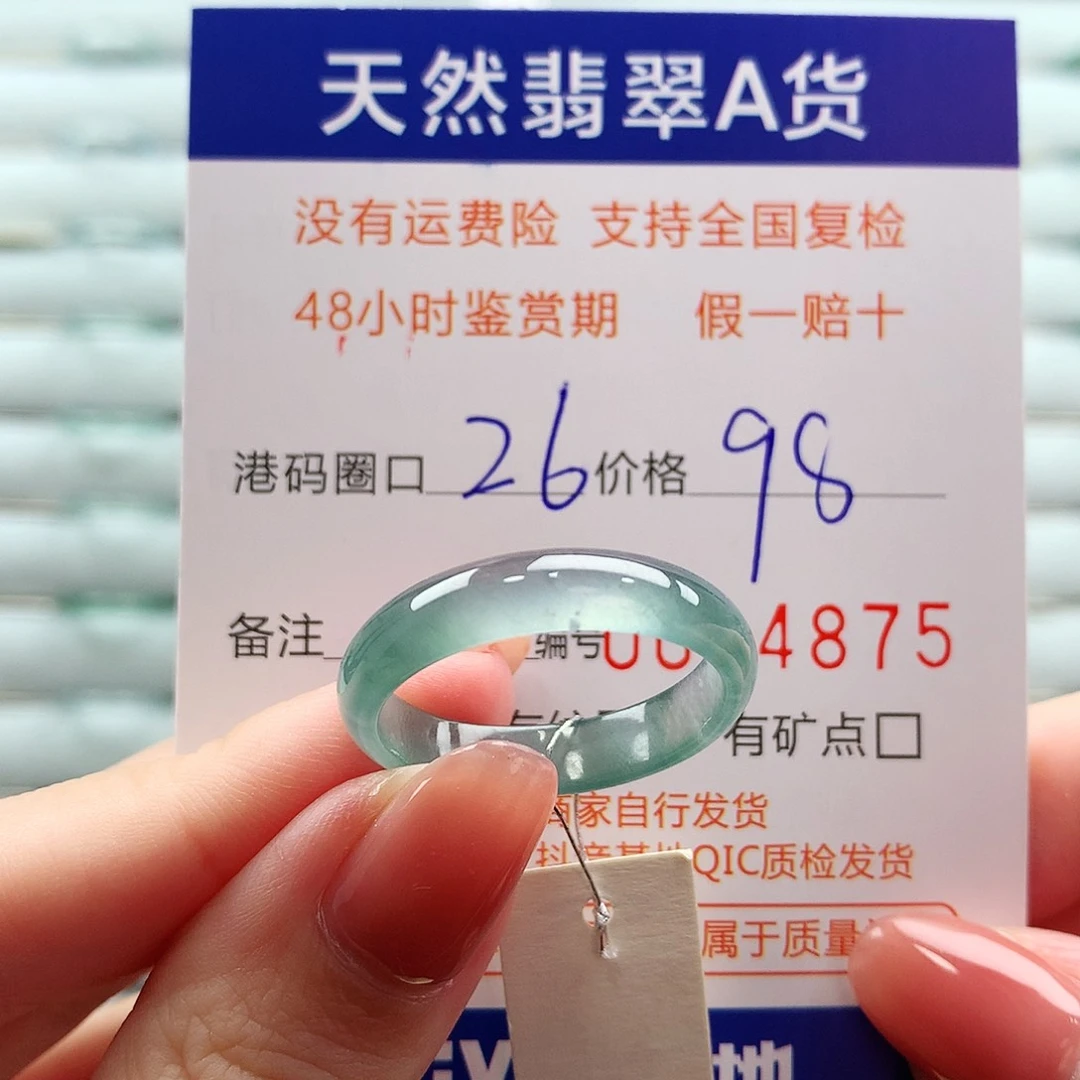 天然翡翠A货
没有运费险 支持全国复检
48小时鉴赏期 假一赔十
港码圈口 26 价格 98
备注 编号 4875
有矿点□
商家自行发货
QIC质检发货
属于质量